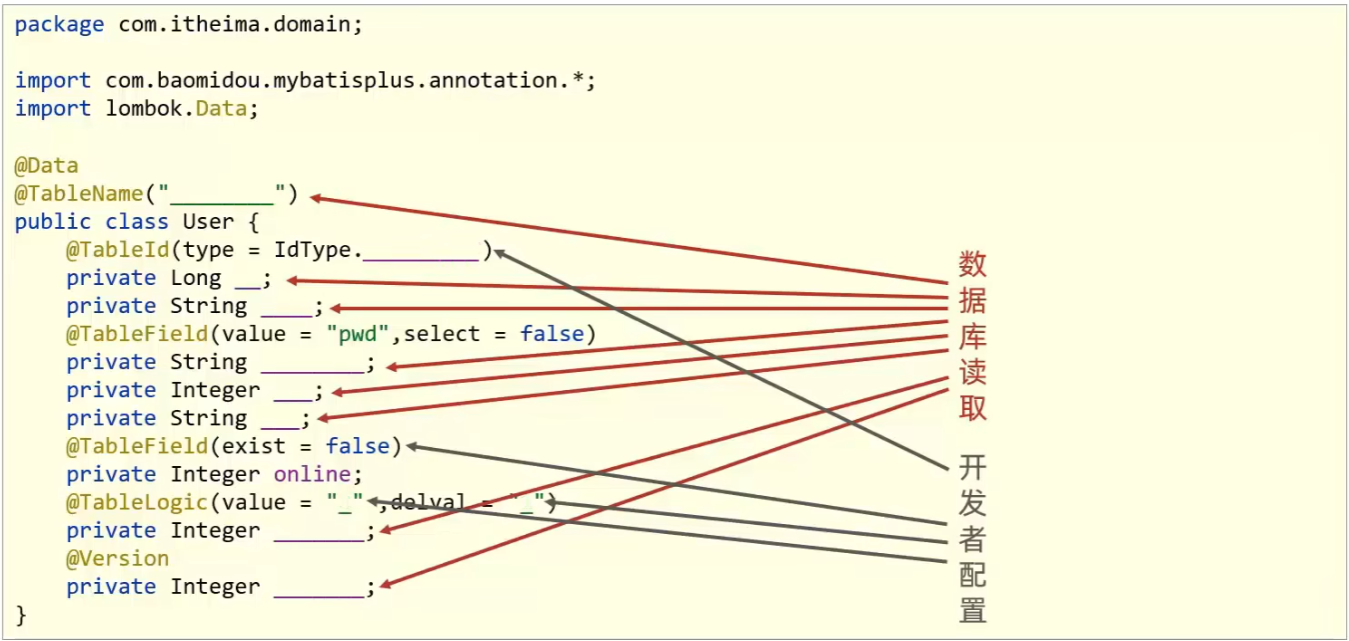 package com.itheima.domain;
import com.baomidou.mybatisplus.annotation.*;
import lombok.Data;
@Data
@TableName("________")
public class User {
@TableId(type = IdType._________)
private Long __;
private String ____;
@TableField(value = "pwd",select = false)
private String ________;
private Integer ___;
private String ___;
@TableField(exist = false)
private Integer online;
@TableLogic(value = "_",delval = "_")
private Integer _______;
@Version
private Integer _______;
}
数据库读取
开发者配置